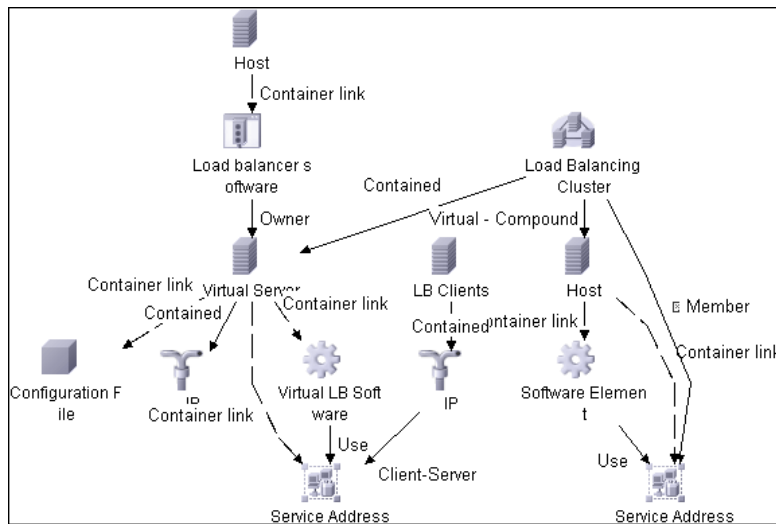 Host
Container link
Load balancer s
oftware
Load Balancing
Cluster
Contained
Owner
Virtual - Compound
Virtual Server
LB Clients
Host
Container link
Container link
Contained
Contained
ontainer link
Member
Container link
Configuration F
ile
IP
Container link
Virtual LB Soft
ware
IP
Software Elemen
t
Use
Client-Server
Use
Service Address
Service Address